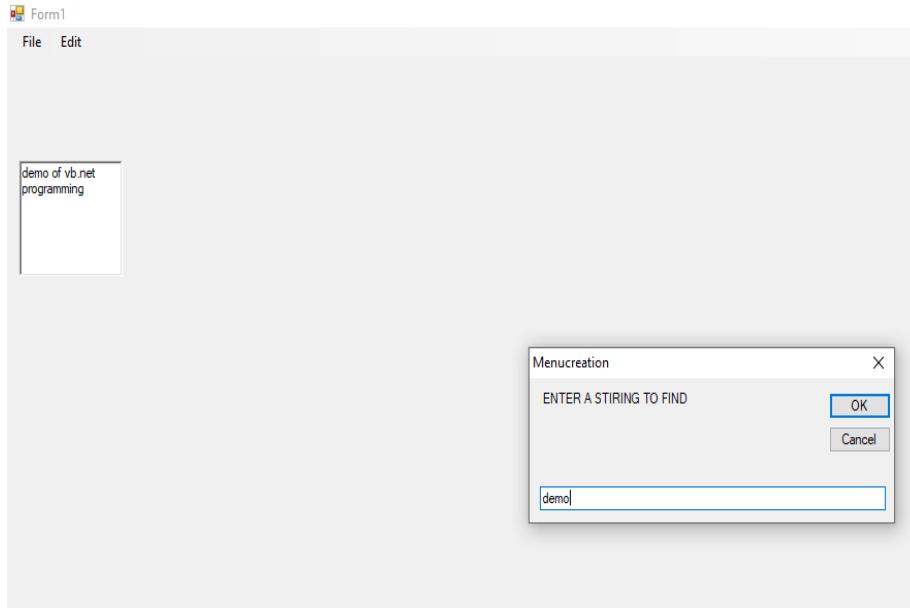 Form1
File Edit
demo of vb.net
programming
Menucreation
ENTER A STIRING TO FIND
OK
Cancel
demo